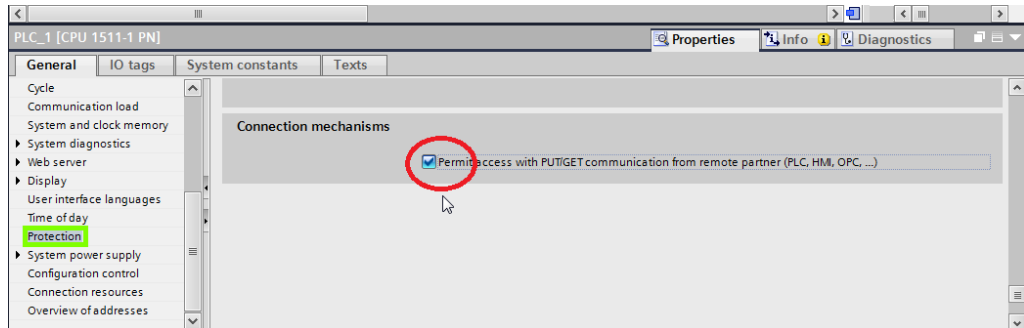 PLC_1 [CPU 1511-1 PN]
Properties
Info
Diagnostics
General
IO tags
System constants
Texts
Cycle
Communication load
System and clock memory
System diagnostics
Web server
Display
User interface languages
Time of day
Protection
System power supply
Configuration control
Connection resources
Overview of addresses
Connection mechanisms
Permit access with PUT/GET communication from remote partner (PLC, HMI, OPC, ...)